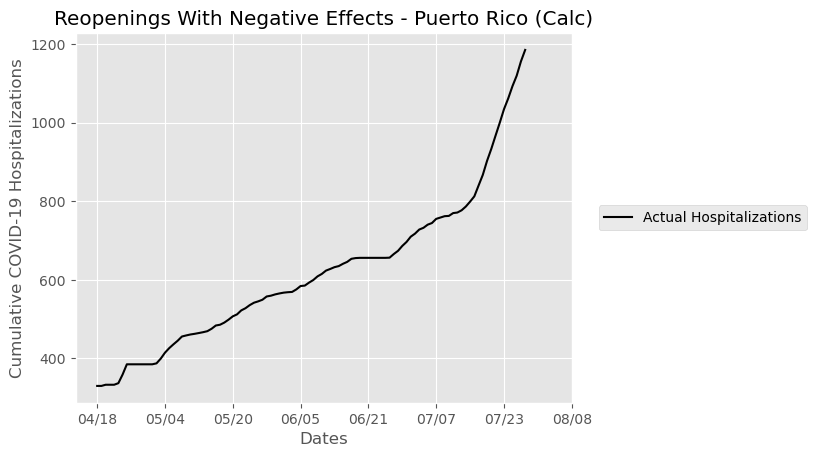 Reopenings With Negative Effects - Puerto Rico (Calc)
Cumulative COVID-19 Hospitalizations
1200
1000
800
600
400
04/18 05/04 05/20 06/05 06/21 07/07 07/23 08/08
Dates
Actual Hospitalizations